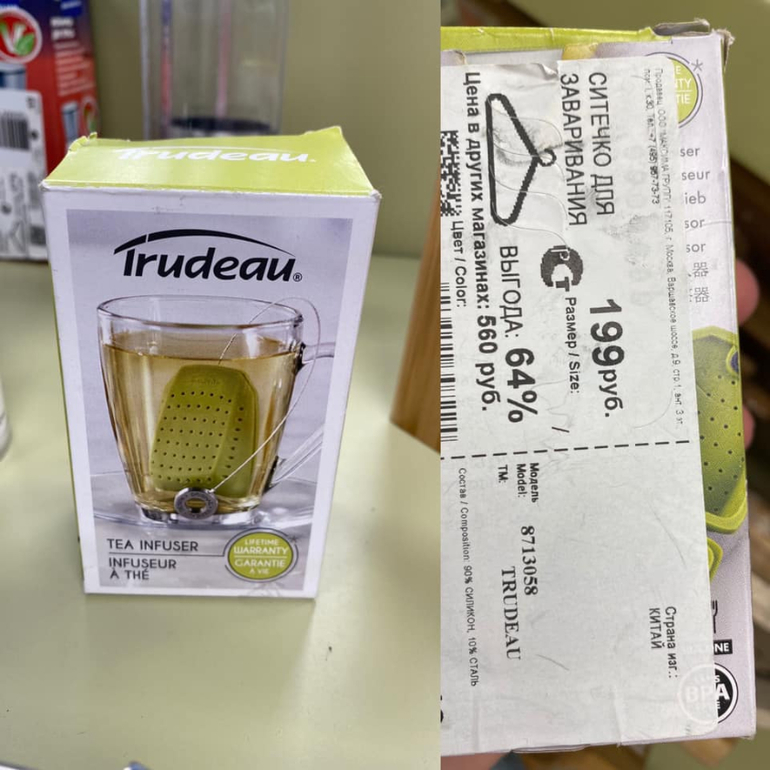 Trudeau.
Trudeau®
TEA INFUSER
INFUSEUR
À THÉ
LIFETIME
WARRANTY
GARANTIE
À VIE
СИТЕЧКО ДЛЯ
ЗАВАРИВАНИЯ
199руб.
Размер / Size:
/
ВЫГОДА: 64%
Цена в других магазинах: 560 руб.
Цвет / Color:
Страна изг.:
КИТАЙ
Модель
Model: 8713058
ТМ: TRUDEAU
Состав / Composition: 90% СИЛИКОН, 10% СТАЛЬ
BPA